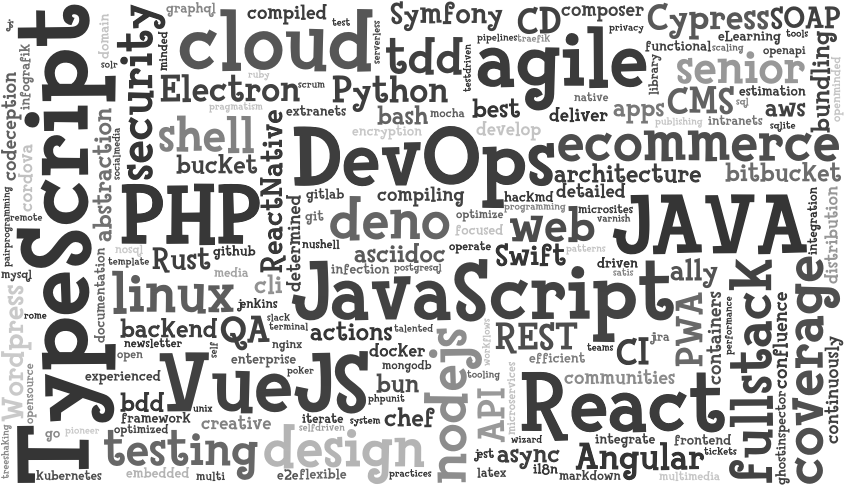 graphql
compiled
test
Symfony
CD
composer
privacy
Cypress
SOAP
domain
minded
cloud
serverless
tdd
pipelines
traefik
agile
functional
scaling
eLearning
tools
openapi
library
senior
bundling
openminded
infografik
solr
security
TypeScript
codeception
Electron
ruby
scrum
Python
testdriven
native
estimation
pragmatism
extranets
bash
mocha
best
deliver
apps
CMS
sql
aws
sqlite
publishing
intranets
shell
encryption
develop
cordova
abstraction
socialmedia
bucket
ReactNative
DevOps
ecommerce
architecture
bitbucket
pairprogramming
remote
PHP
determined
gitlab
compiling
hackmd
detailed
git
deno
optimize
programming
microsites
varnish
focused
web
JAVA
integration
distribution
nosql
github
nushell
asciidoc
operate
Swift
patterns
template
Rust
media
infection
postgresql
driven
satis
ally
mysql
documentation
linux
cli
JavaScript
jenkins
rome
Wordpress
backend
QA
slack
terminal
actions
talented
REST
PWA
containers
performance
fullstack
confluence
coverage
continuously
newsletter
self
nginx
docker
nodejs
workflows
teams
CI
jra
open
enterprise
mongodb
efficient
experienced
VueJS
poker
bun
tooling
communities
opensource
phpunit
microservices
React
bdd
unix
iterate
system
chef
API
framework
creative
optimized
selfdriven
go
pioneer
wizard
integrate
frontend
tickets
ghostinspector
treeshaking
testing
design
jest
async
Angular
Kubernetes
embedded
multi
e2e
flexible
practices
latex
i18n
markdown
multimedia